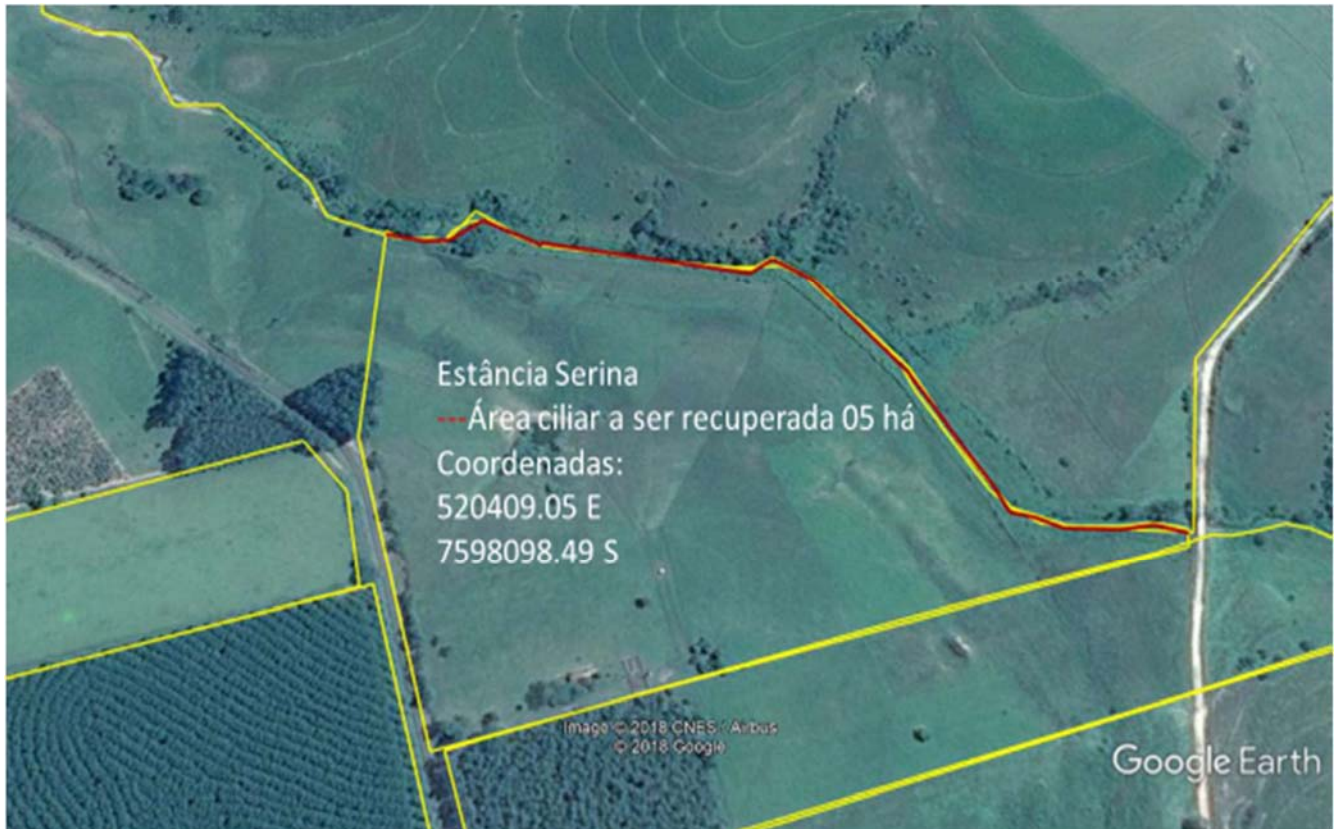 Estância Serina
---Área ciliar a ser recuperada 05 há
Coordenadas:
520409.05 E
7598098.49 S
Image © 2018 CNES / Airbus
© 2018 Google
Google Earth